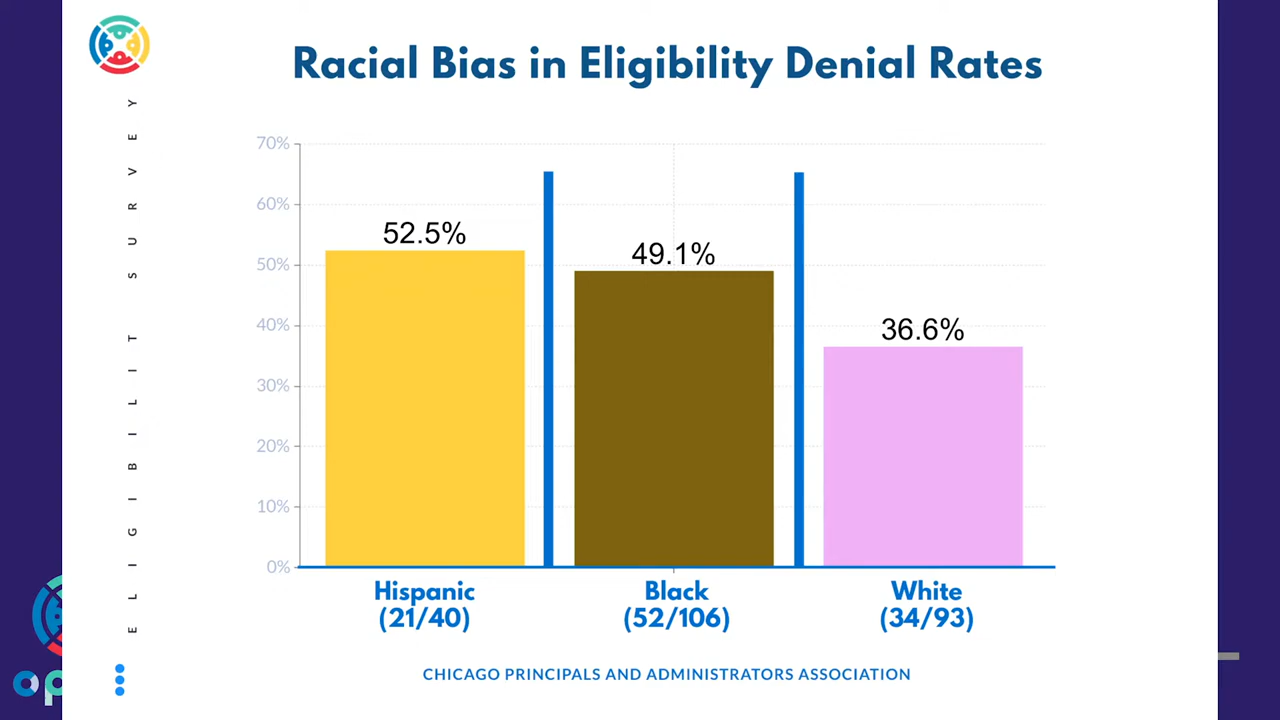 Racial Bias in Eligibility Denial Rates
ELIGIBILIT SURVEY
70%
60%
50%
40%
30%
20%
10%
0%
52.5%
49.1%
36.6%
Hispanic
(21/40)
Black
(52/106)
White
(34/93)
CHICAGO PRINCIPALS AND ADMINISTRATORS ASSOCIATION